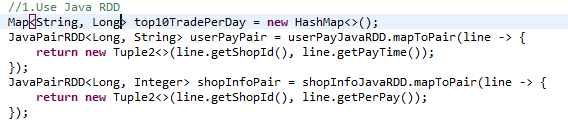 //1.Use Java RDD
Map<String, Long> top10TradePerDay = new HashMap<>();
JavaPairRDD<Long, String> userPayPair = userPayJavaRDD.mapToPair(line -> {
    return new Tuple2<>(line.getShopId(), line.getPayTime());
});
JavaPairRDD<Long, Integer> shopInfoPair = shopInfoJavaRDD.mapToPair(line -> {
    return new Tuple2<>(line.getShopId(), line.getPerPay());
});